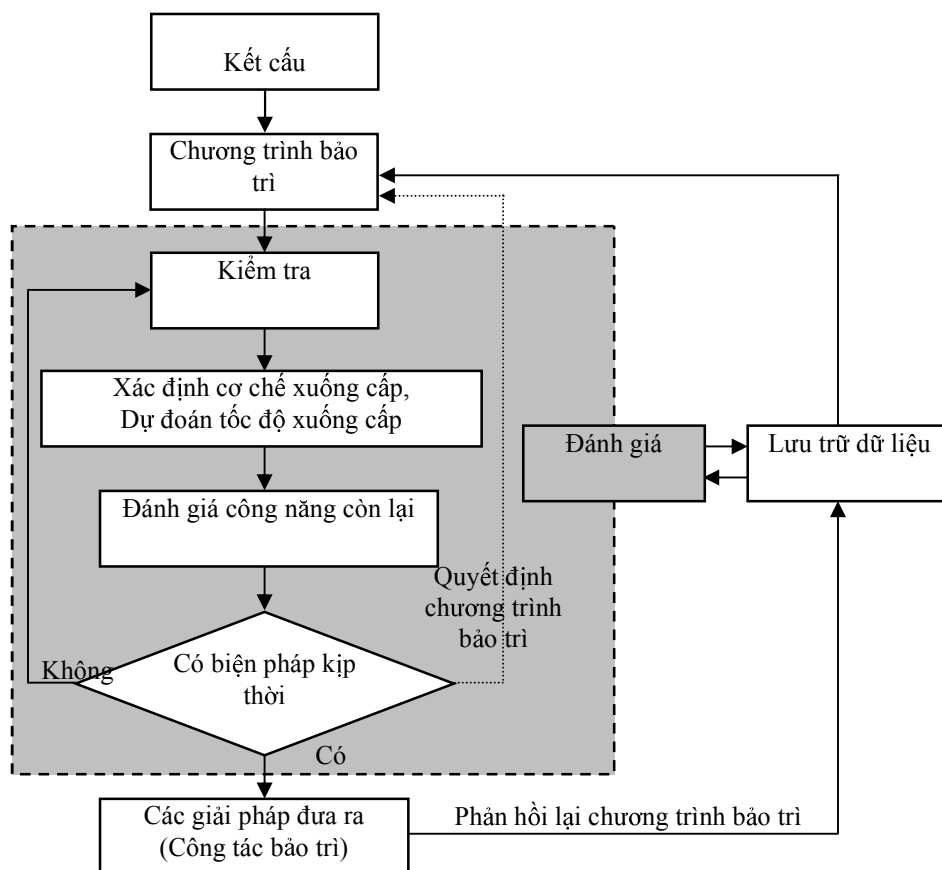 Kết cấu
Chương trình bảo
trì
Kiểm tra
Xác định cơ chế xuống cấp,
Dự đoán tốc độ xuống cấp
Đánh giá
Lưu trữ dữ liệu
Đánh giá công năng còn lại
Quyết định
chương trình
bảo trì
Không
Có biện pháp kịp
thời
Có
Các giải pháp đưa ra
(Công tác bảo trì)
Phản hồi lại chương trình bảo trì